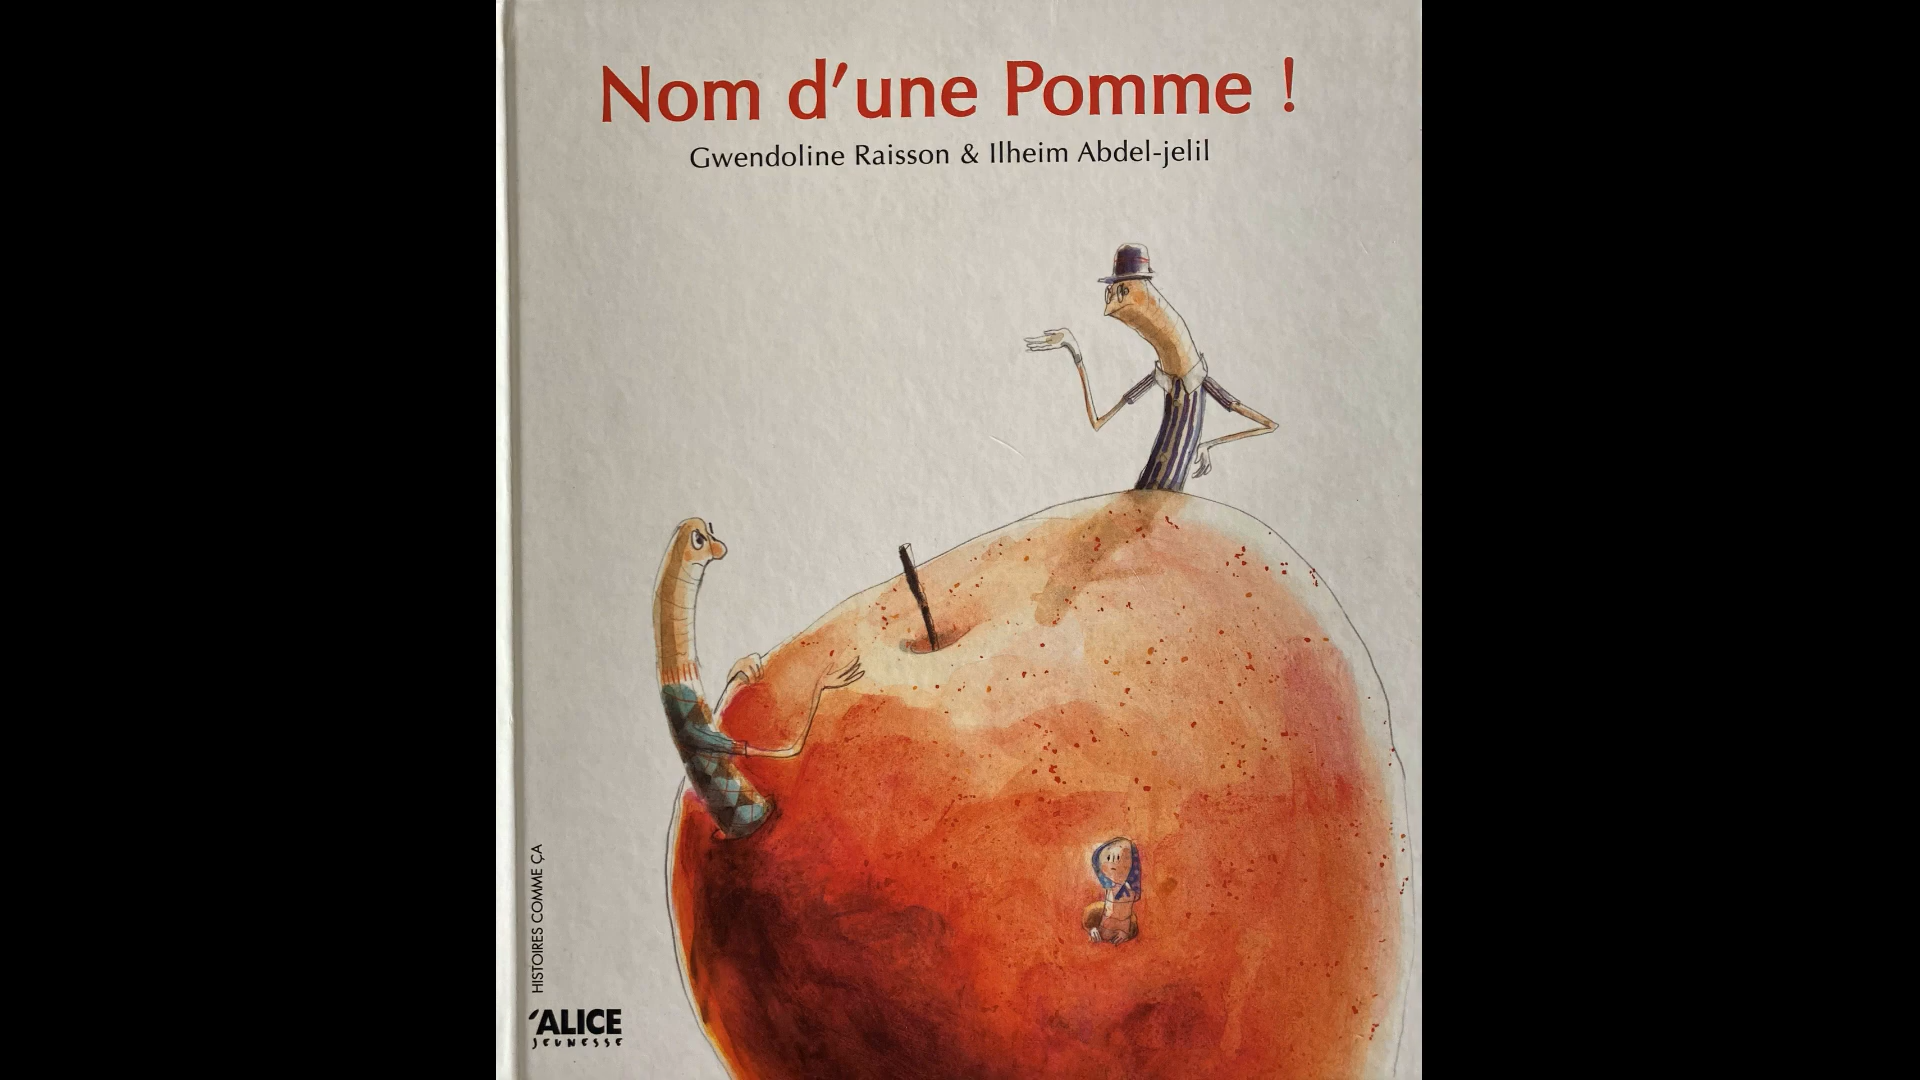 Nom d'une Pomme !
Gwendoline Raisson & Ilheim Abdel-jelil
HISTOIRES COMME ÇA
'ALICE
JEUNESSE